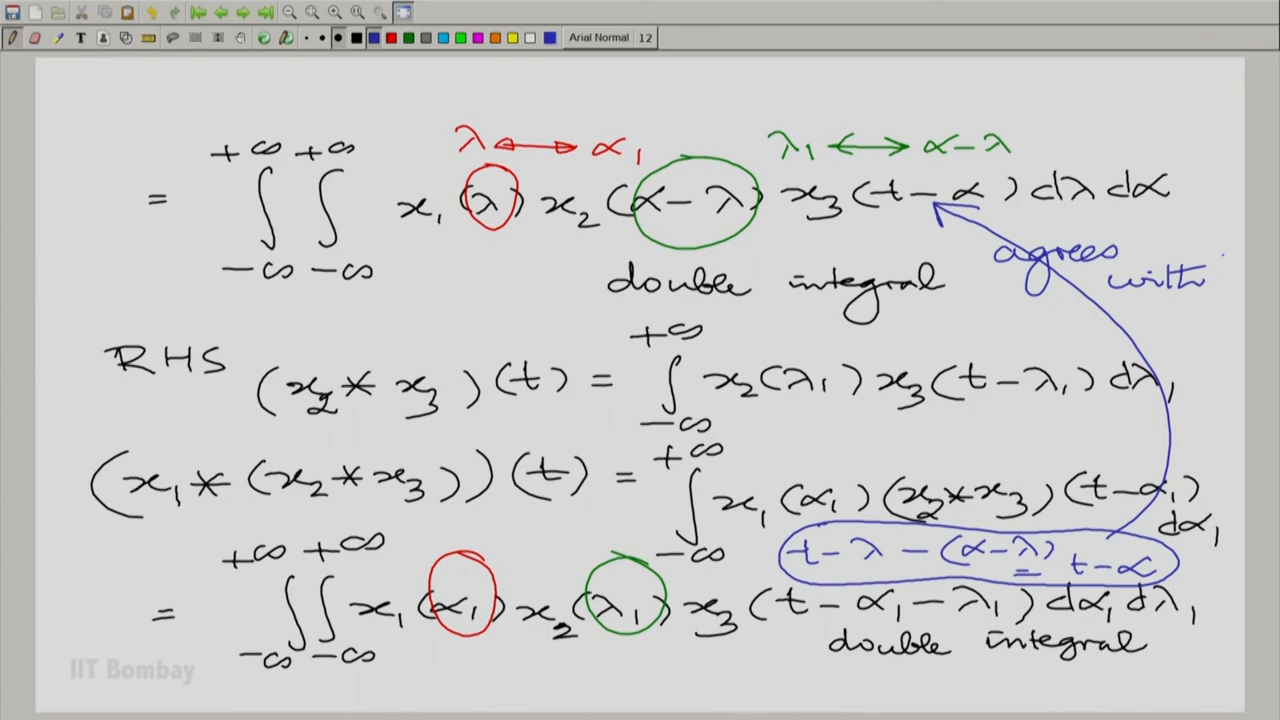 Arial Normal 12
λ ↔ α₁ λ₁ ↔ α-λ
= ∫_{-∞}^{+∞} ∫_{-∞}^{+∞} x₁(λ) x₂(α-λ) x₃(t-α) dλ dα
agrees with
double integral
RHS (x₂ * x₃)(t) = ∫_{-∞}^{+∞} x₂(λ₁) x₃(t-λ₁) dλ₁
(x₁ * (x₂ * x₃))(t) = ∫_{-∞}^{+∞} x₁(α₁) (x₂*x₃)(t-α₁) dα₁
t-λ-(α-λ) = t-α
= ∫_{-∞}^{+∞} ∫_{-∞}^{+∞} x₁(α₁) x₂(λ₁) x₃(t-α₁-λ₁) dα₁ dλ₁
double integral
IIT Bombay